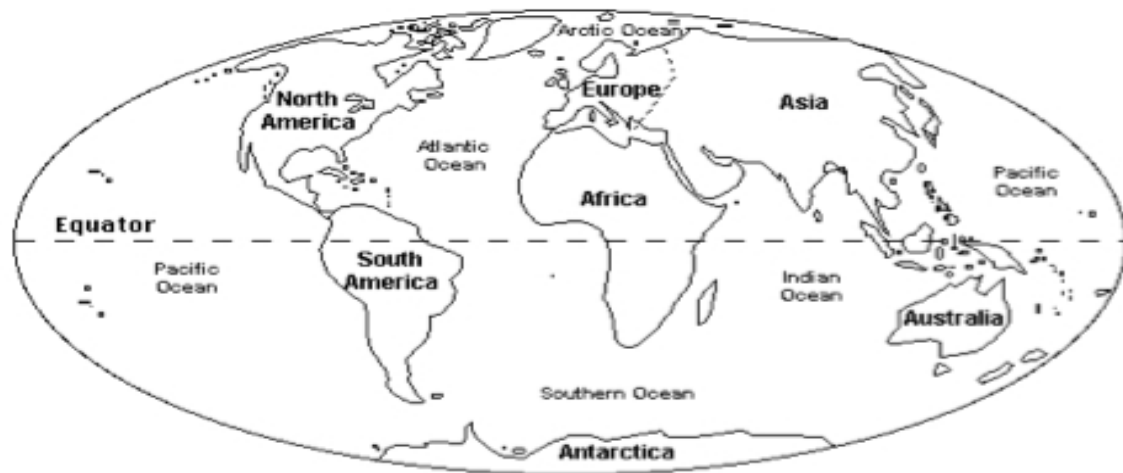 Arctic Ocean
North
America
Europe
Asia
Atlantic
Ocean
Pacific
Ocean
Africa
Equator
South
America
Pacific
Ocean
Indian
Ocean
Australia
Southern Ocean
Antarctica